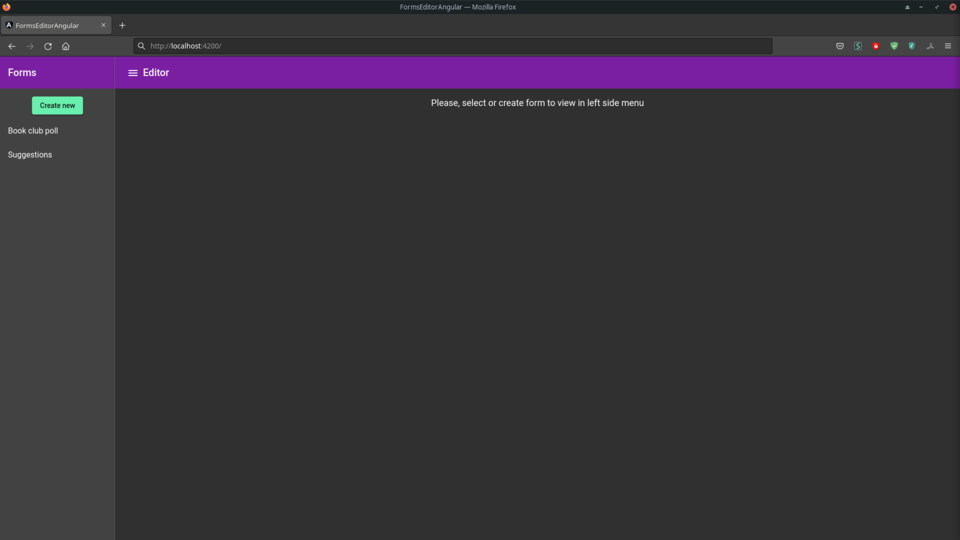 FormsEditorAngular — Mozilla Firefox
FormsEditorAngular
http://localhost:4200/
Forms
Editor
Create new
Please, select or create form to view in left side menu
Book club poll
Suggestions